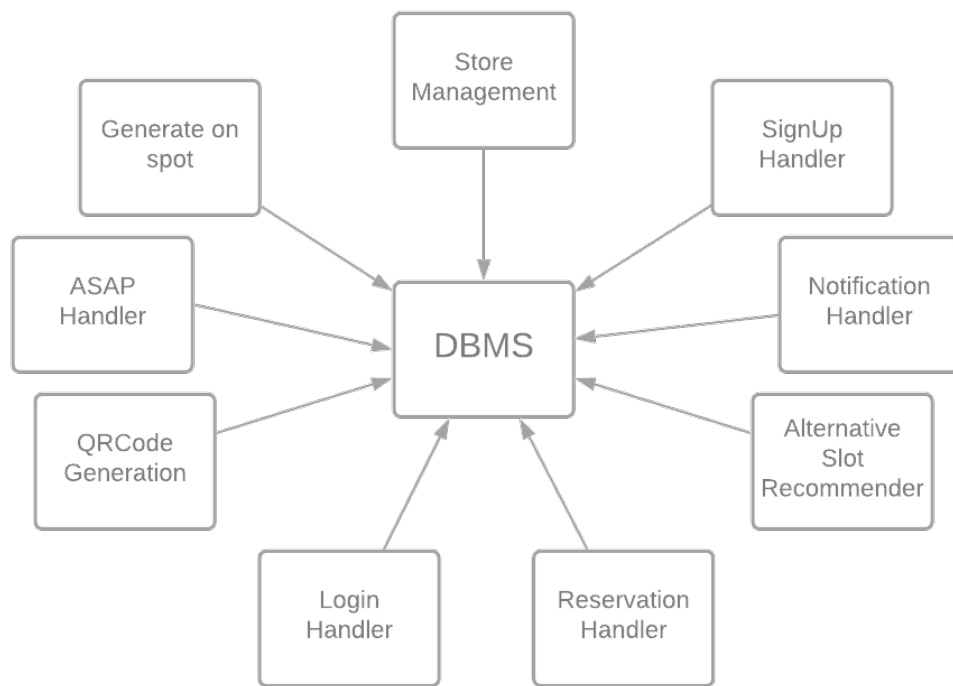 Store
Management
Generate on
spot
SignUp
Handler
ASAP
Handler
Notification
Handler
DBMS
QRCode
Generation
Alternative
Slot
Recommender
Login
Handler
Reservation
Handler